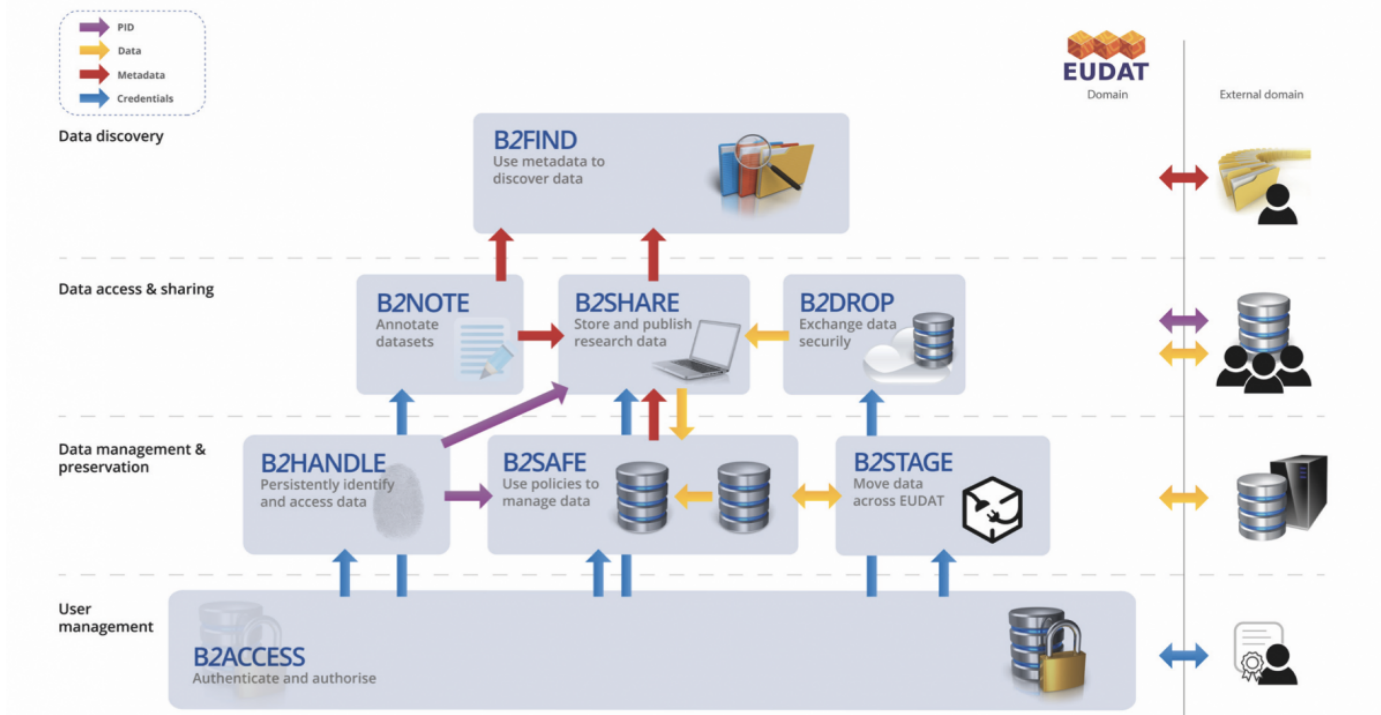 PID
Data
Metadata
Credentials
EUDAT
Domain
External domain
Data discovery
B2FIND
Use metadata to
discover data
Data access & sharing
B2NOTE
Annotate
datasets
B2SHARE
Store and publish
research data
B2DROP
Exchange data
security
Data management &
preservation
B2HANDLE
Persistently identify
and access data
B2SAFE
Use policies to
manage data
B2STAGE
Move data
across EUDAT
User
management
B2ACCESS
Authenticate and authorise